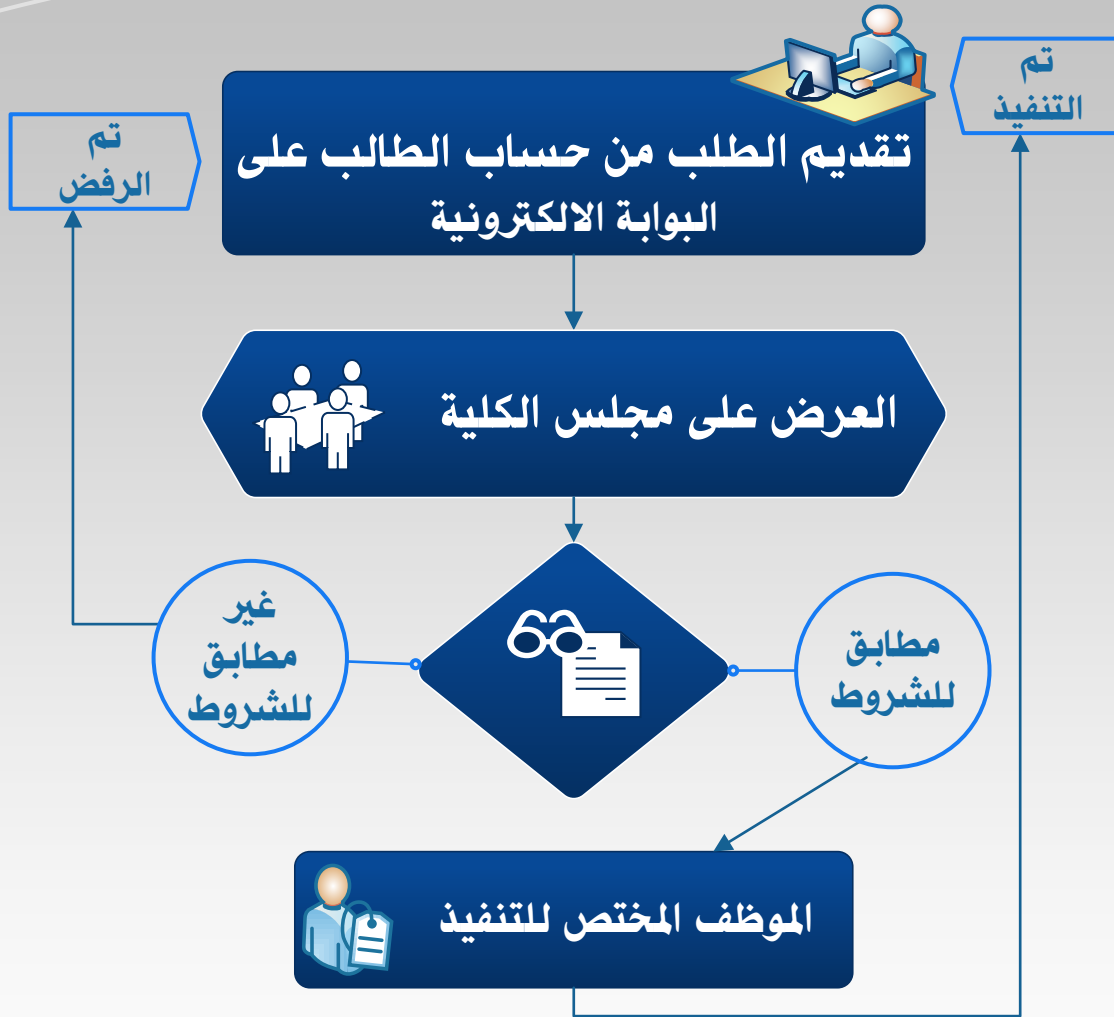 تم
التنفيذ
تقديم الطلب من حساب الطالب على
البوابة الالكترونية
تم
الرفض
العرض على مجلس الكلية
مطابق
للشروط
غير
مطابق
للشروط
الموظف المختص للتنفيذ